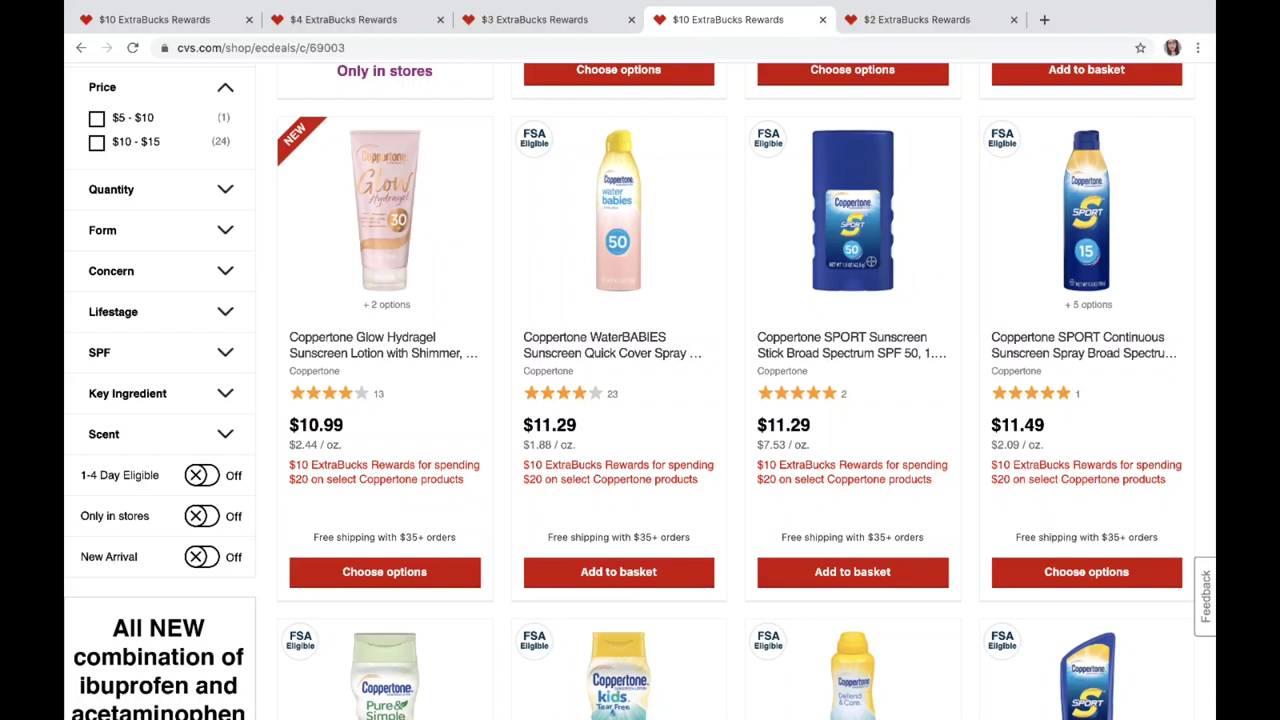 $10 ExtraBucks Rewards
$4 ExtraBucks Rewards
$3 ExtraBucks Rewards
$10 ExtraBucks Rewards
$2 ExtraBucks Rewards
cvs.com/shop/ecdeals/c/69003
Price
$5 - $10 (1)
$10 - $15 (24)
Quantity
Form
Concern
Lifestage
SPF
Key Ingredient
Scent
1-4 Day Eligible Off
Only in stores Off
New Arrival Off
All NEW
combination of
ibuprofen and
acetaminophen
Only in stores
Choose options
Choose options
Add to basket
NEW
Coppertone
Glow
Hydragel
30
+ 2 options
Coppertone Glow Hydragel
Sunscreen Lotion with Shimmer, ...
Coppertone
13
$10.99
$2.44 / oz.
$10 ExtraBucks Rewards for spending
$20 on select Coppertone products
Free shipping with $35+ orders
Choose options
FSA
Eligible
Coppertone
water
babies
50
Coppertone WaterBABIES
Sunscreen Quick Cover Spray ...
Coppertone
23
$11.29
$1.88 / oz.
$10 ExtraBucks Rewards for spending
$20 on select Coppertone products
Free shipping with $35+ orders
Add to basket
FSA
Eligible
Coppertone
SPORT
50
Coppertone SPORT Sunscreen
Stick Broad Spectrum SPF 50, 1....
Coppertone
2
$11.29
$7.53 / oz.
$10 ExtraBucks Rewards for spending
$20 on select Coppertone products
Free shipping with $35+ orders
Add to basket
FSA
Eligible
Coppertone
SPORT
15
+ 5 options
Coppertone SPORT Continuous
Sunscreen Spray Broad Spectru...
Coppertone
1
$11.49
$2.09 / oz.
$10 ExtraBucks Rewards for spending
$20 on select Coppertone products
Free shipping with $35+ orders
Choose options
Feedback
FSA
Eligible
Coppertone
Pure&
Simple
FSA
Eligible
Coppertone
kids
Tear Free
FSA
Eligible
Coppertone
Defend
& Care
FSA
Eligible
Coppertone
SPORT